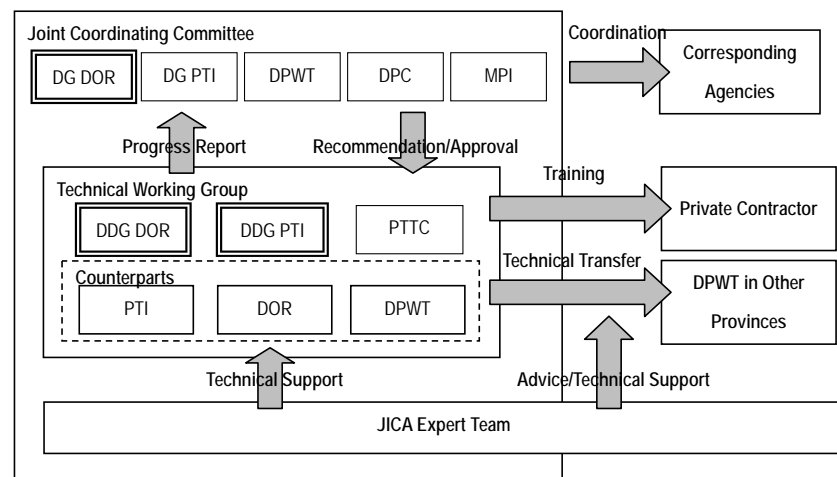 Joint Coordinating Committee
DG DOR
DG PTI
DPWT
DPC
MPI
Coordination
Corresponding
Agencies
Progress Report
Recommendation/Approval
Technical Working Group
DDG DOR
DDG PTI
PTTC
Training
Private Contractor
Technical Transfer
Counterparts
PTI
DOR
DPWT
DPWT in Other
Provinces
Technical Support
Advice/Technical Support
JICA Expert Team